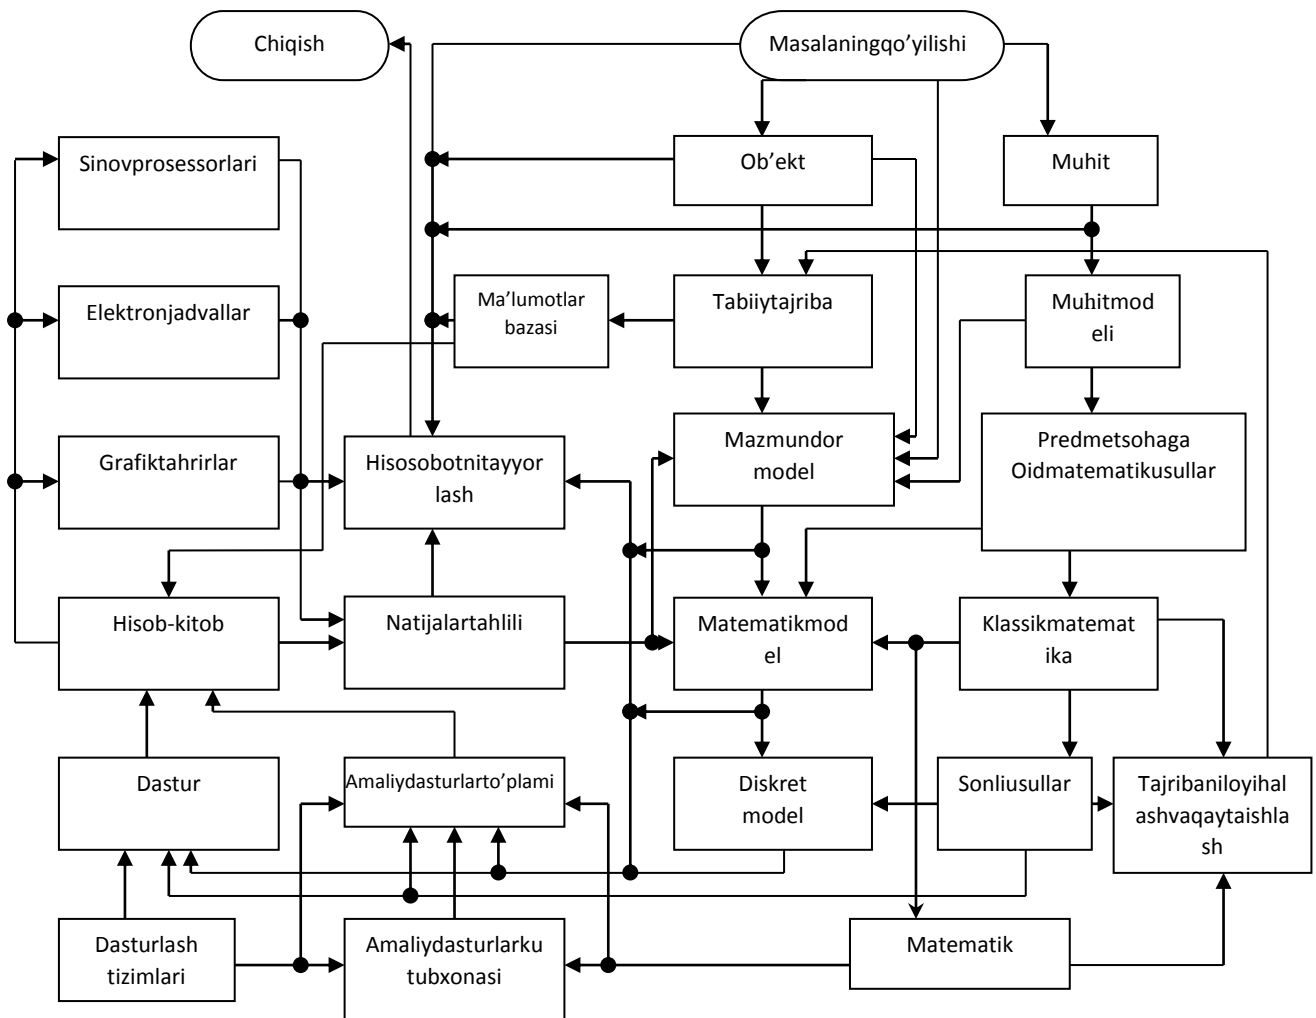 Chiqish
Masalaningqo’yilishi
Sinovprosessorlari
Ob’ekt
Muhit
Elektronjadvallar
Ma’lumotlar
bazasi
Tabiiytajriba
Muhitmod
eli
Grafiktahrirlar
Hisosobotnitayyor
lash
Mazmundor
model
Predmetsohaga
Oidmatematikusullar
Hisob-kitob
Natijalartahlili
Matematikmod
el
Klassikmatemat
ika
Dastur
Amaliydasturlarto’plami
Diskret
model
Sonliusullar
Tajribaniloyihal
ashvaqaytaishla
sh
Dasturlash
tizimlari
Amaliydasturlarku
tubxonasi
Matematik